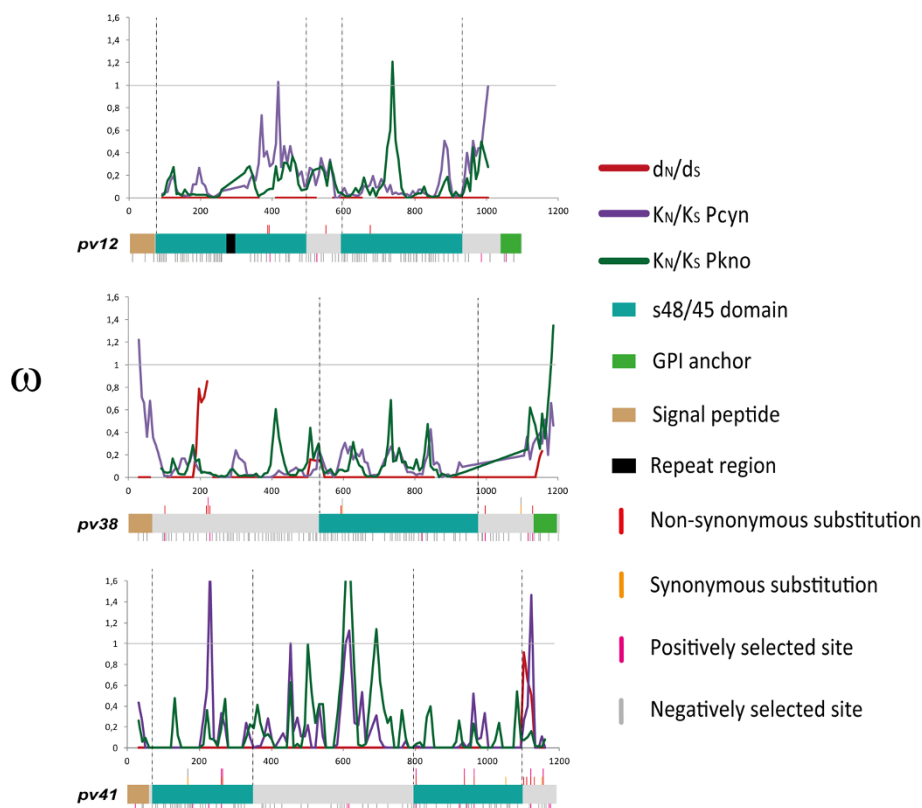 1,6
1,4
1,2
1
0,8
0,6
0,4
0,2
0
0 200 400 600 800 1000 1200
pv12
1,6
1,4
1,2
1
0,8
0,6
0,4
0,2
0
0 200 400 600 800 1000 1200
pv38
1,6
1,4
1,2
1
0,8
0,6
0,4
0,2
0
0 200 400 600 800 1000 1200
pv41
ω
dN/dS
KN/KS Pcyn
KN/KS Pkno
s48/45 domain
GPI anchor
Signal peptide
Repeat region
Non-synonymous substitution
Synonymous substitution
Positively selected site
Negatively selected site